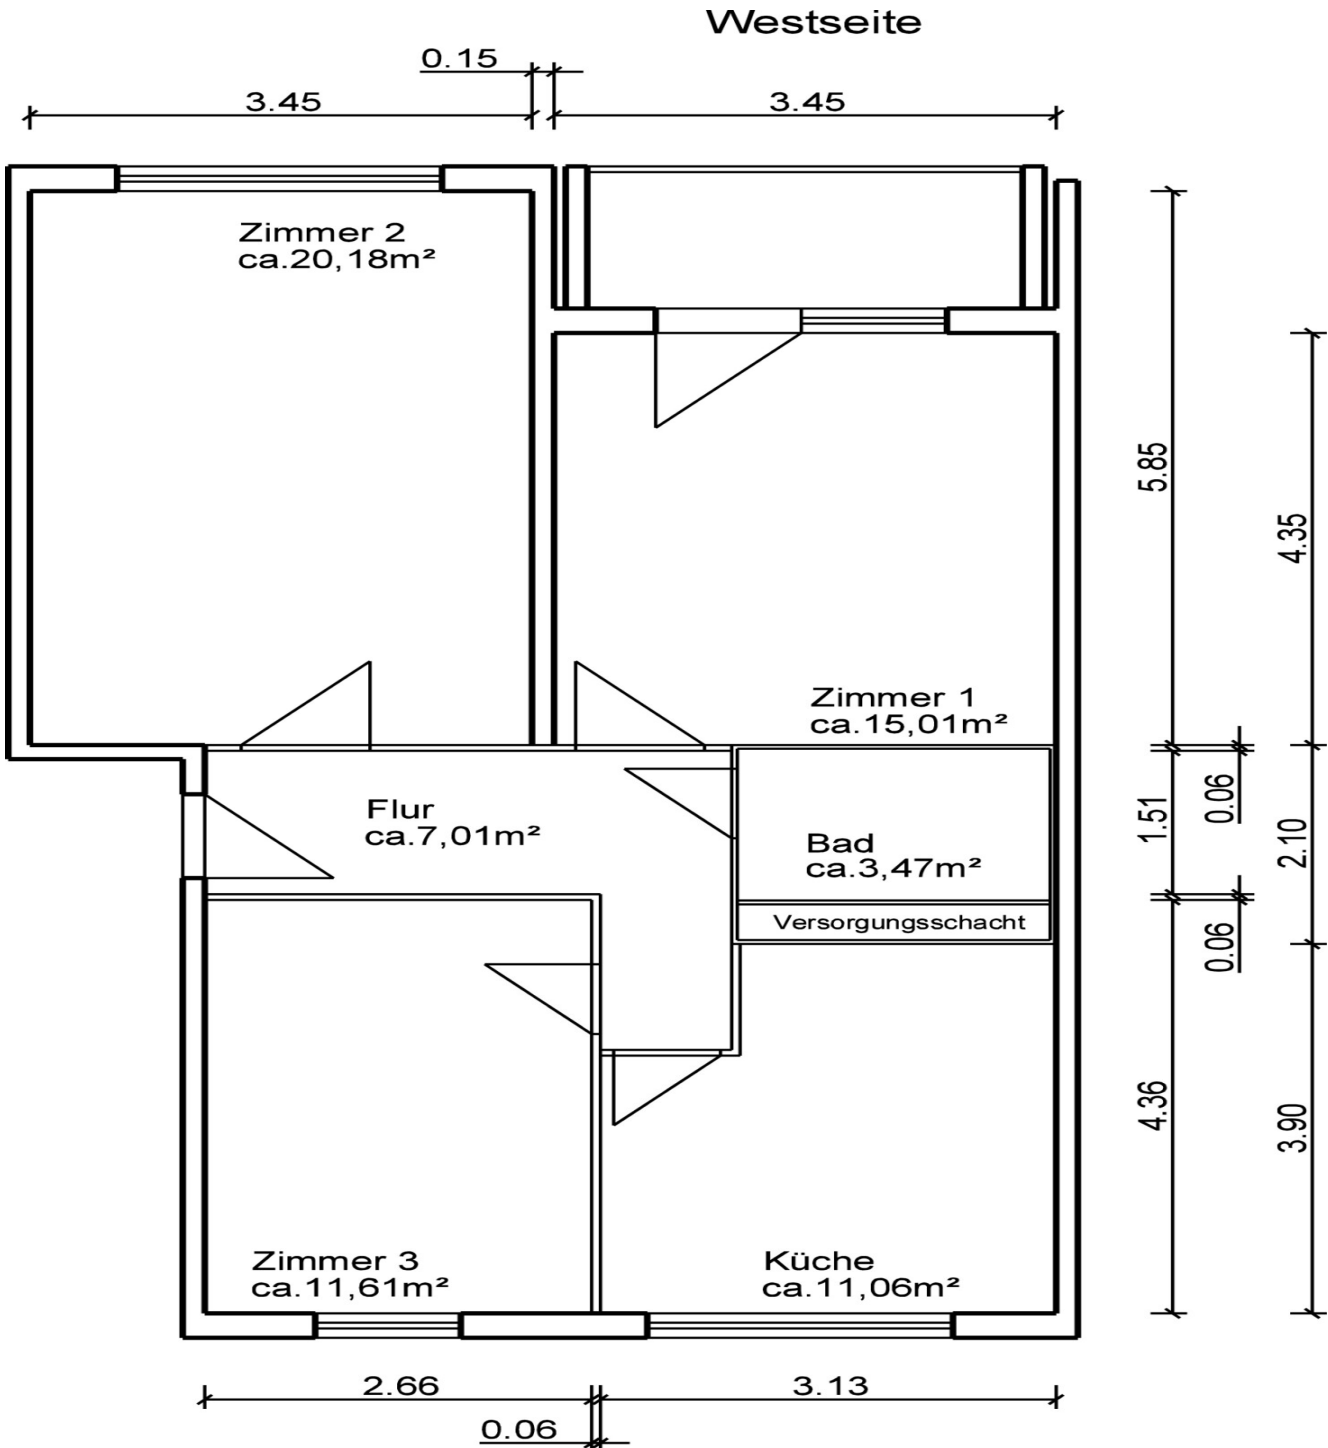 Westseite
0.15
3.45
3.45
Zimmer 2
ca.20,18m²
5.85
4.35
Zimmer 1
ca.15,01m²
Flur
ca.7,01m²
Bad
ca.3,47m²
Versorgungsschacht
1.51
0.06
2.10
0.06
4.36
3.90
Zimmer 3
ca.11,61m²
Küche
ca.11,06m²
2.66
3.13
0.06